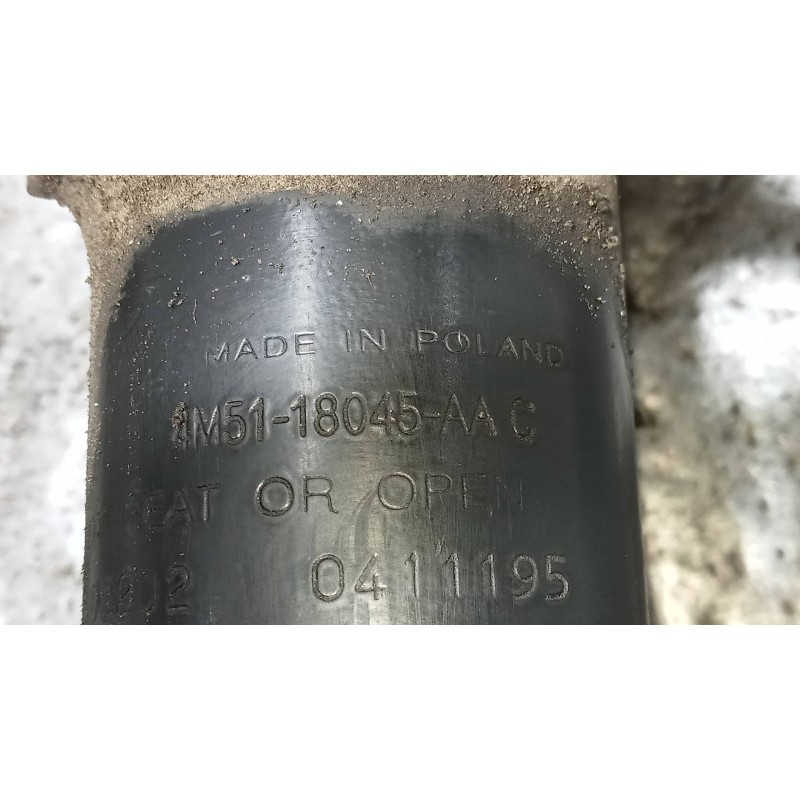 MADE IN POLAND
4M51-18045-AA C
OR OPEN
0411195